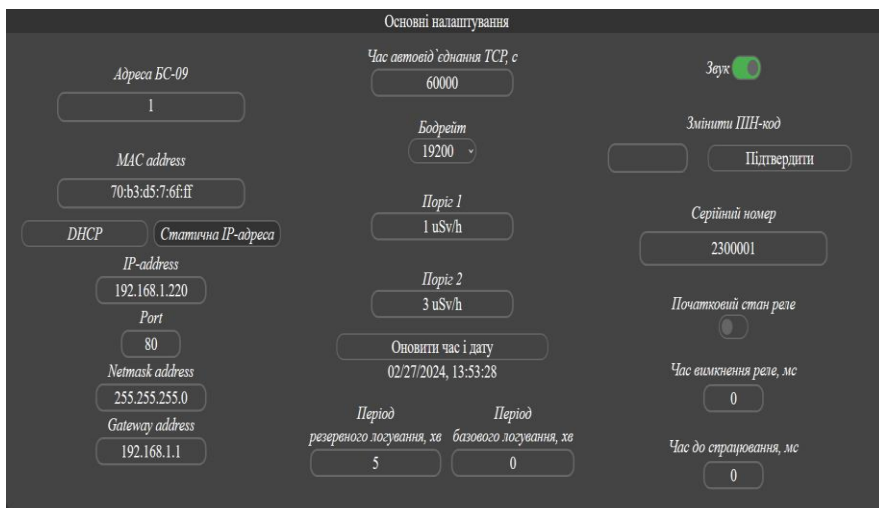 Основні налаштування
Адреса БС-09
1
MAC address
70:b3:d5:7:6f:ff
DHCP
Статична IP-адреса
IP-address
192.168.1.220
Port
80
Netmask address
255.255.255.0
Gateway address
192.168.1.1
Час автовід`єднання TCP, с
60000
Бодрейт
19200
Поріг 1
1 uSv/h
Поріг 2
3 uSv/h
Оновити час і дату
02/27/2024, 13:53:28
Період
резервного логування, хв
5
Період
базового логування, хв
0
Звук
Змінити ПІН-код
Підтвердити
Серійний номер
2300001
Початковий стан реле
Час вимкнення реле, мс
0
Час до спрацювання, мс
0